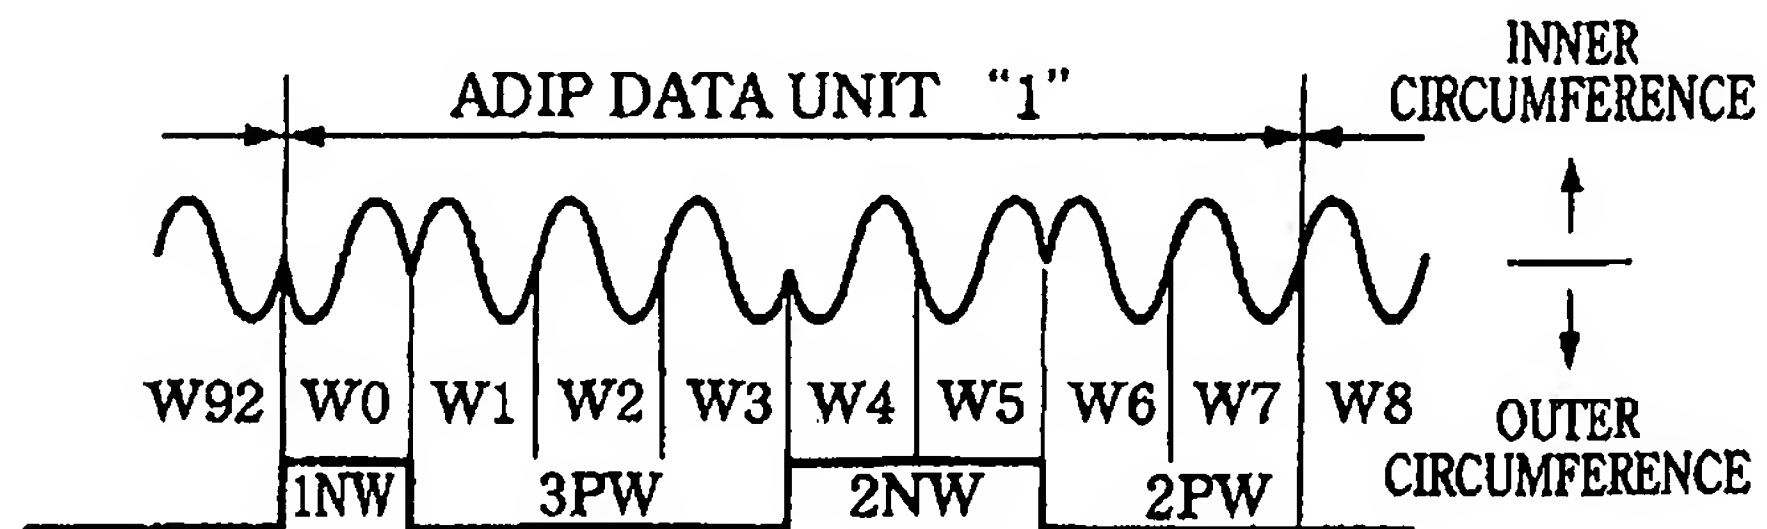 ADIP DATA UNIT “1”
INNER
CIRCUMFERENCE
W92 W0 W1 W2 W3 W4 W5 W6 W7 W8
1NW 3PW 2NW 2PW
OUTER
CIRCUMFERENCE